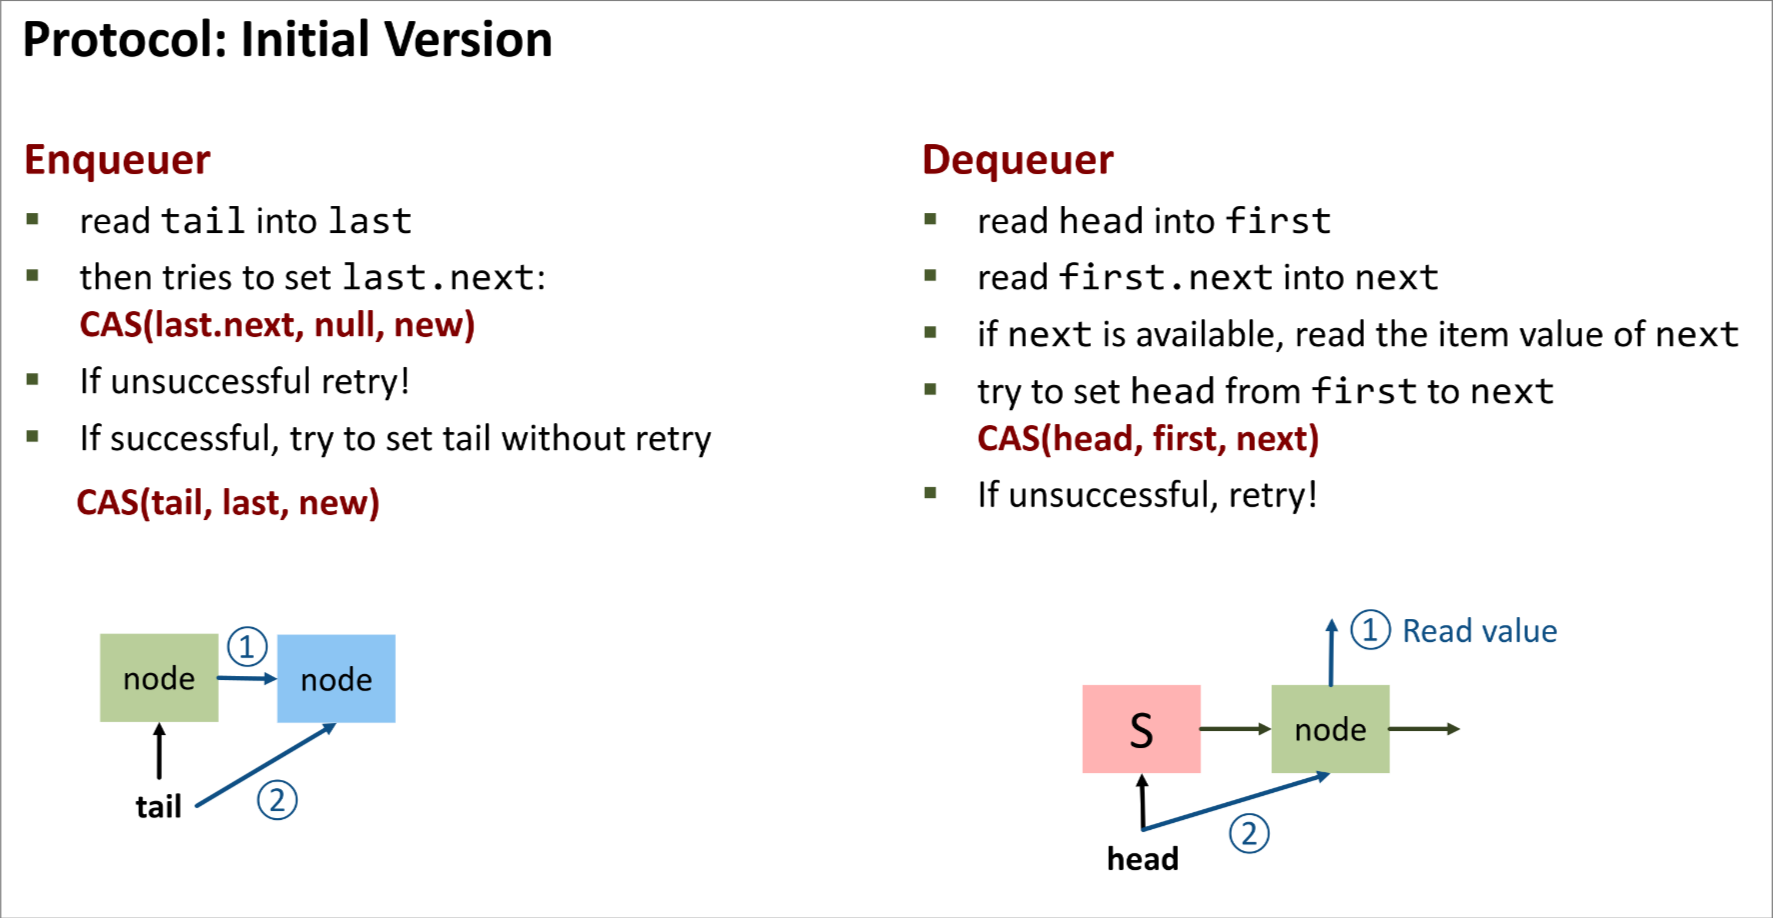 Protocol: Initial Version
Enqueuer
▪ read tail into last
▪ then tries to set last.next:
CAS(last.next, null, new)
▪ If unsuccessful retry!
▪ If successful, try to set tail without retry
CAS(tail, last, new)
node
1
node
tail
2
Dequeuer
▪ read head into first
▪ read first.next into next
▪ if next is available, read the item value of next
▪ try to set head from first to next
CAS(head, first, next)
▪ If unsuccessful, retry!
1 Read value
S
node
2
head